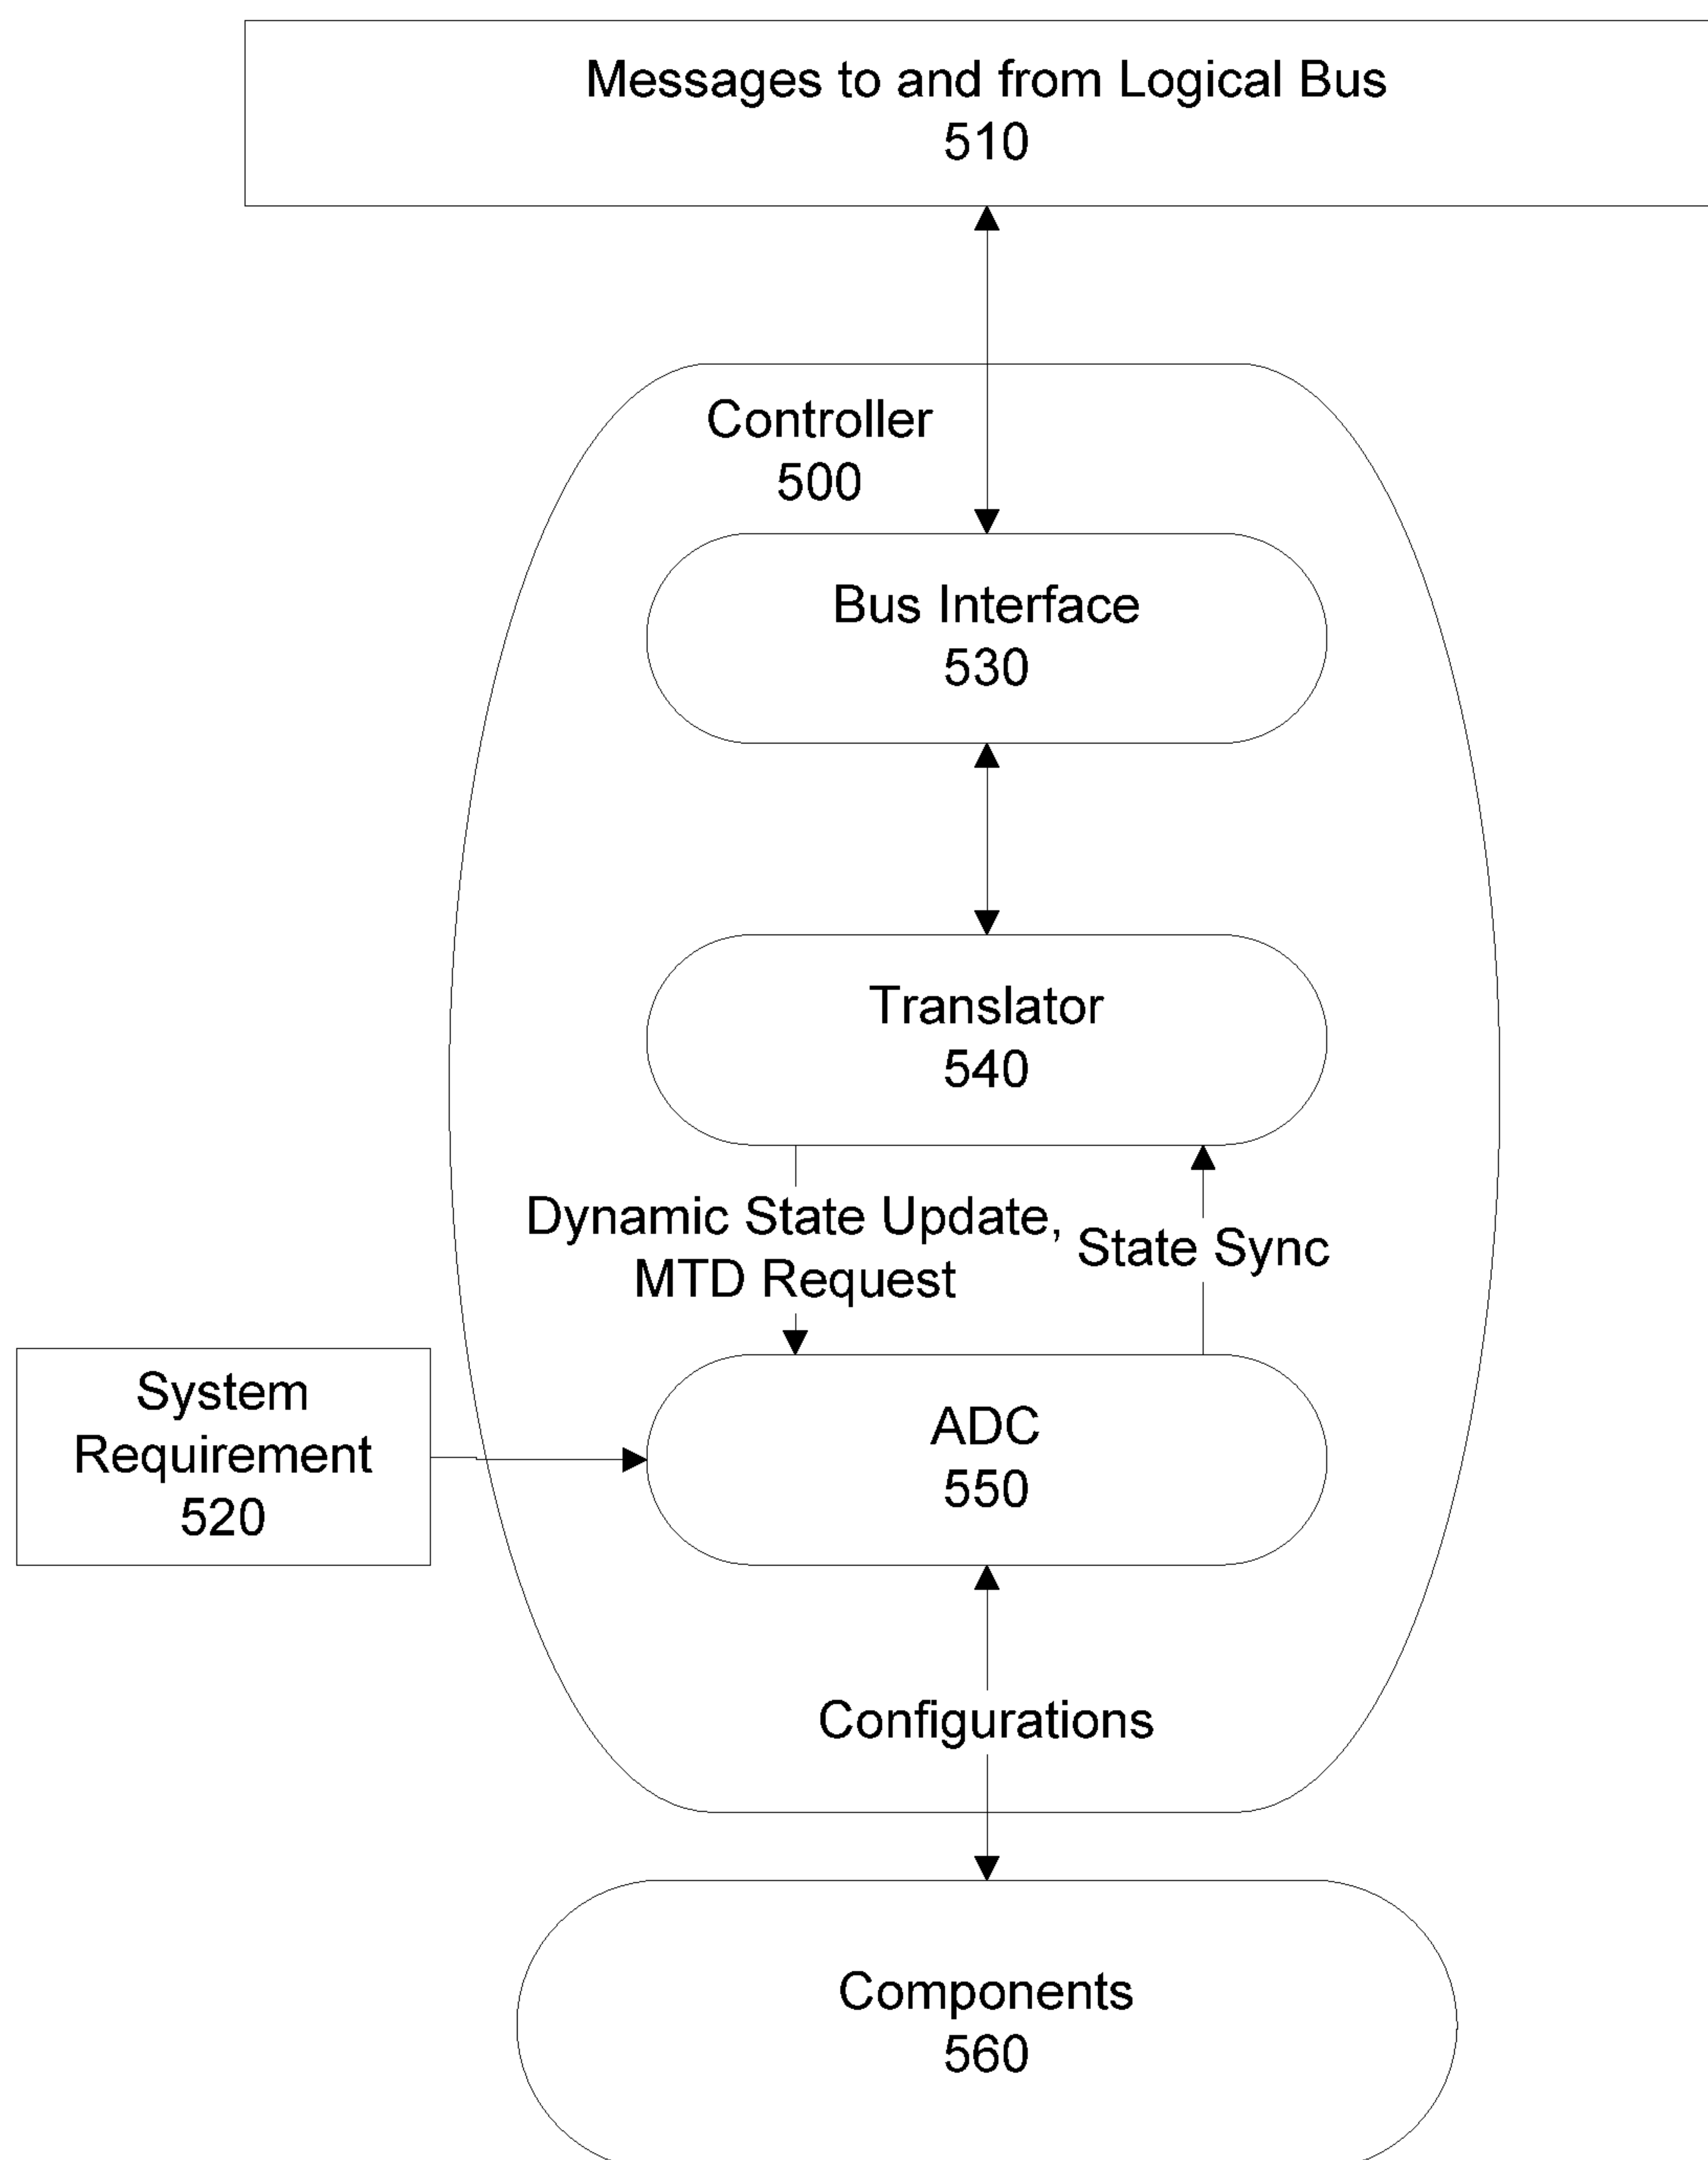 Messages to and from Logical Bus
510
Controller
500
Bus Interface
530
Translator
540
Dynamic State Update,
MTD Request
State Sync
System
Requirement
520
ADC
550
Configurations
Components
560